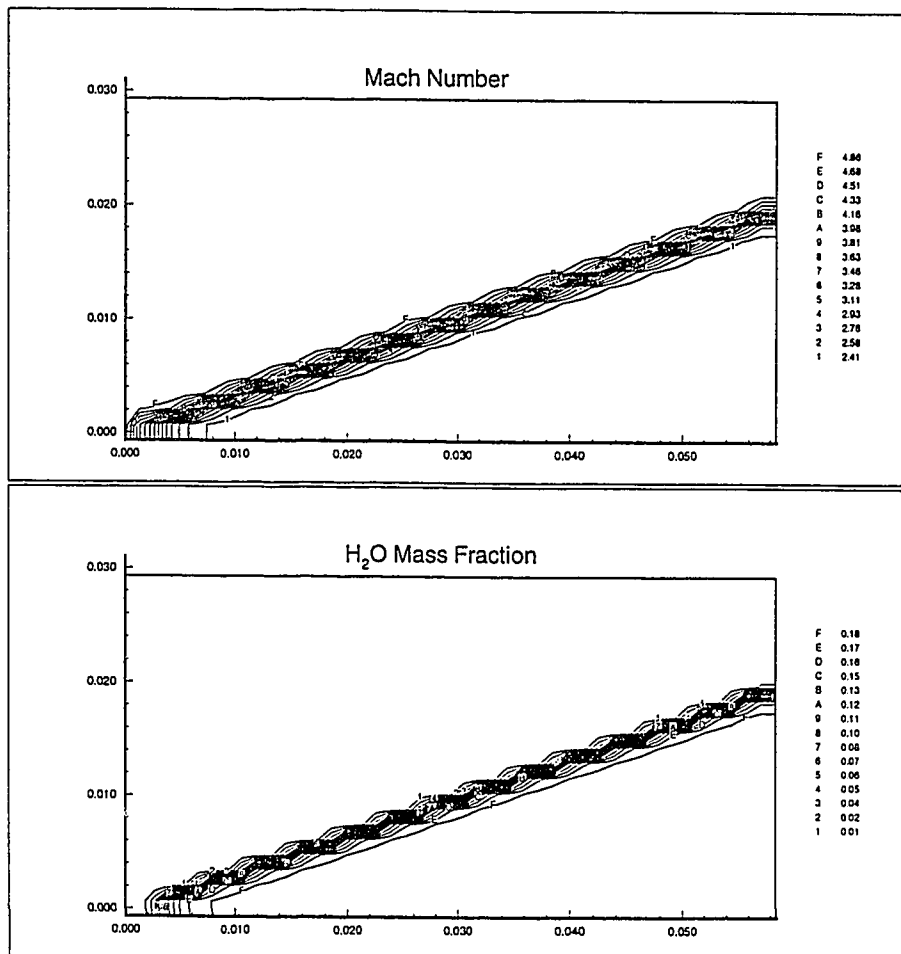 Mach Number
0.030
0.020
0.010
0.000
0.000 0.010 0.020 0.030 0.040 0.050
F 4.86
E 4.68
D 4.51
C 4.33
B 4.16
A 3.98
9 3.81
8 3.63
7 3.46
6 3.28
5 3.11
4 2.93
3 2.76
2 2.58
1 2.41
H₂O Mass Fraction
0.030
0.020
0.010
0.000
0.000 0.010 0.020 0.030 0.040 0.050
F 0.18
E 0.17
D 0.16
C 0.15
B 0.13
A 0.12
9 0.11
8 0.10
7 0.08
6 0.07
5 0.06
4 0.05
3 0.04
2 0.02
1 0.01